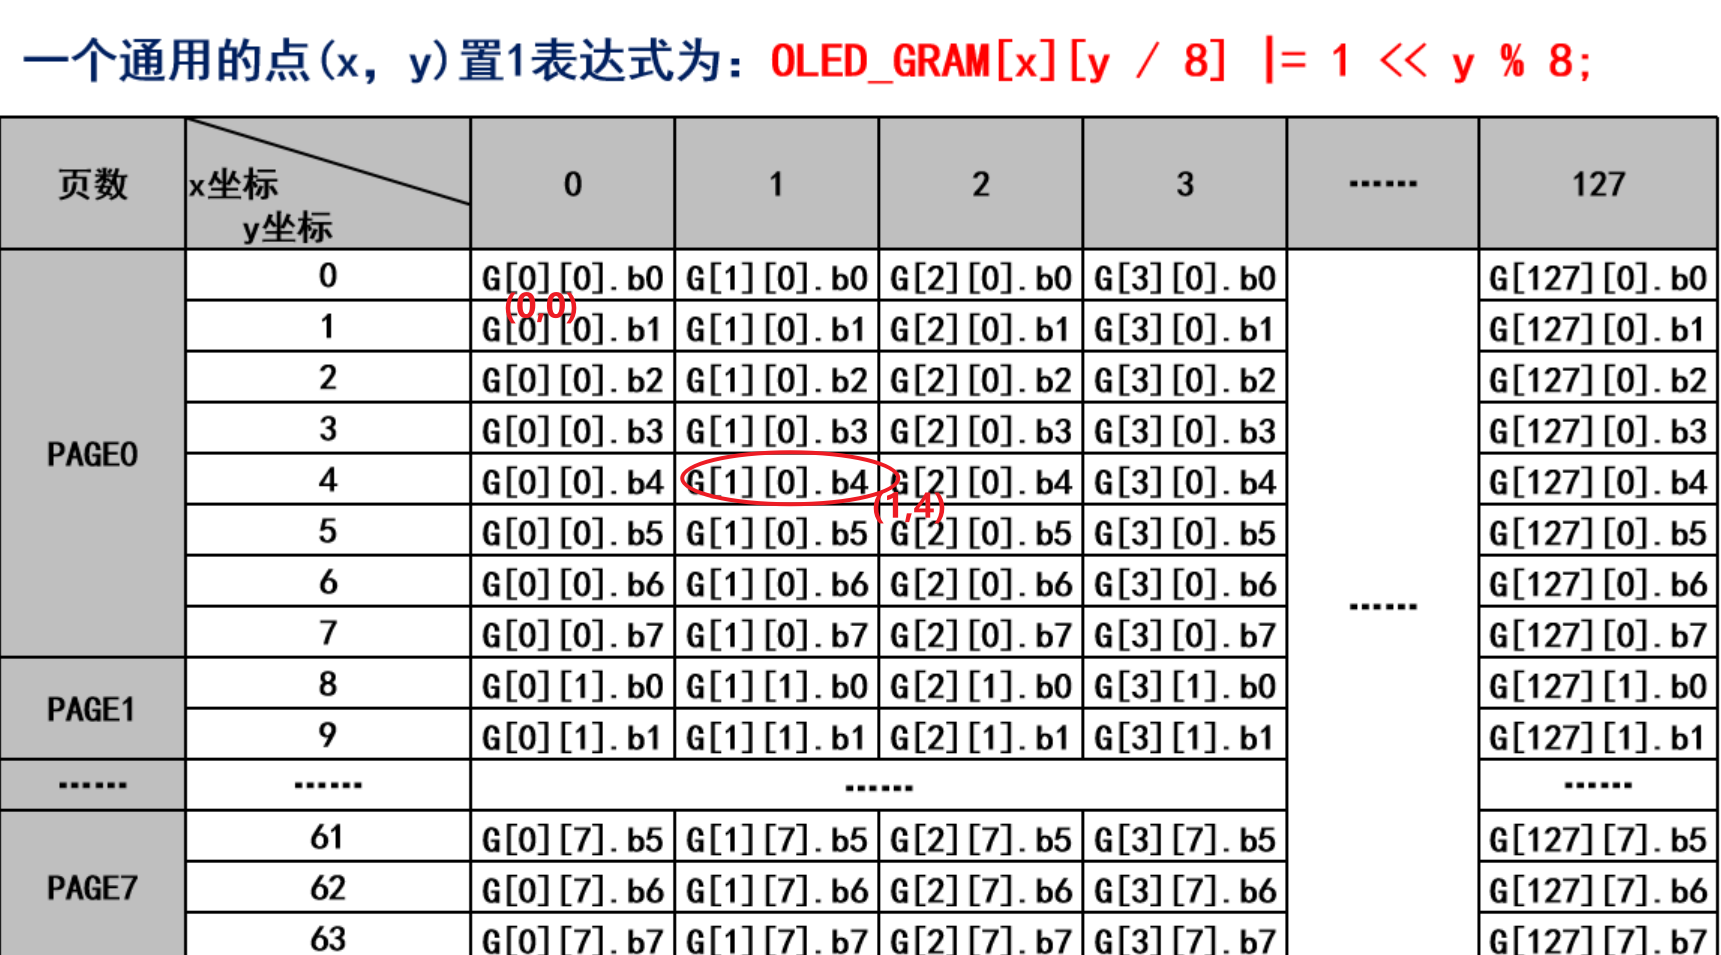 一个通用的点(x, y)置1表达式为: OLED_GRAM[x][y / 8] |= 1 << y % 8;
页数 x坐标 y坐标 0 1 2 3 ······ 127
PAGE0
0 G[0][0].b0 G[1][0].b0 G[2][0].b0 G[3][0].b0 G[127][0].b0
(0,0)
1 G[0][0].b1 G[1][0].b1 G[2][0].b1 G[3][0].b1 G[127][0].b1
2 G[0][0].b2 G[1][0].b2 G[2][0].b2 G[3][0].b2 G[127][0].b2
3 G[0][0].b3 G[1][0].b3 G[2][0].b3 G[3][0].b3 G[127][0].b3
4 G[0][0].b4 G[1][0].b4 G[2][0].b4 G[3][0].b4 G[127][0].b4
(1,4)
5 G[0][0].b5 G[1][0].b5 G[2][0].b5 G[3][0].b5 G[127][0].b5
6 G[0][0].b6 G[1][0].b6 G[2][0].b6 G[3][0].b6 ······ G[127][0].b6
7 G[0][0].b7 G[1][0].b7 G[2][0].b7 G[3][0].b7 G[127][0].b7
PAGE1
8 G[0][1].b0 G[1][1].b0 G[2][1].b0 G[3][1].b0 G[127][1].b0
9 G[0][1].b1 G[1][1].b1 G[2][1].b1 G[3][1].b1 G[127][1].b1
······ ······ ······ ······
PAGE7
61 G[0][7].b5 G[1][7].b5 G[2][7].b5 G[3][7].b5 G[127][7].b5
62 G[0][7].b6 G[1][7].b6 G[2][7].b6 G[3][7].b6 G[127][7].b6
63 G[0][7].b7 G[1][7].b7 G[2][7].b7 G[3][7].b7 G[127][7].b7